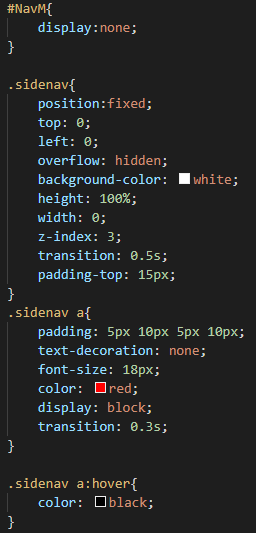 #NavM{
    display:none;
}

.sidenav{
    position:fixed;
    top: 0;
    left: 0;
    overflow: hidden;
    background-color: white;
    height: 100%;
    width: 0;
    z-index: 3;
    transition: 0.5s;
    padding-top: 15px;
}
.sidenav a{
    padding: 5px 10px 5px 10px;
    text-decoration: none;
    font-size: 18px;
    color: red;
    display: block;
    transition: 0.3s;
}

.sidenav a:hover{
    color: black;
}